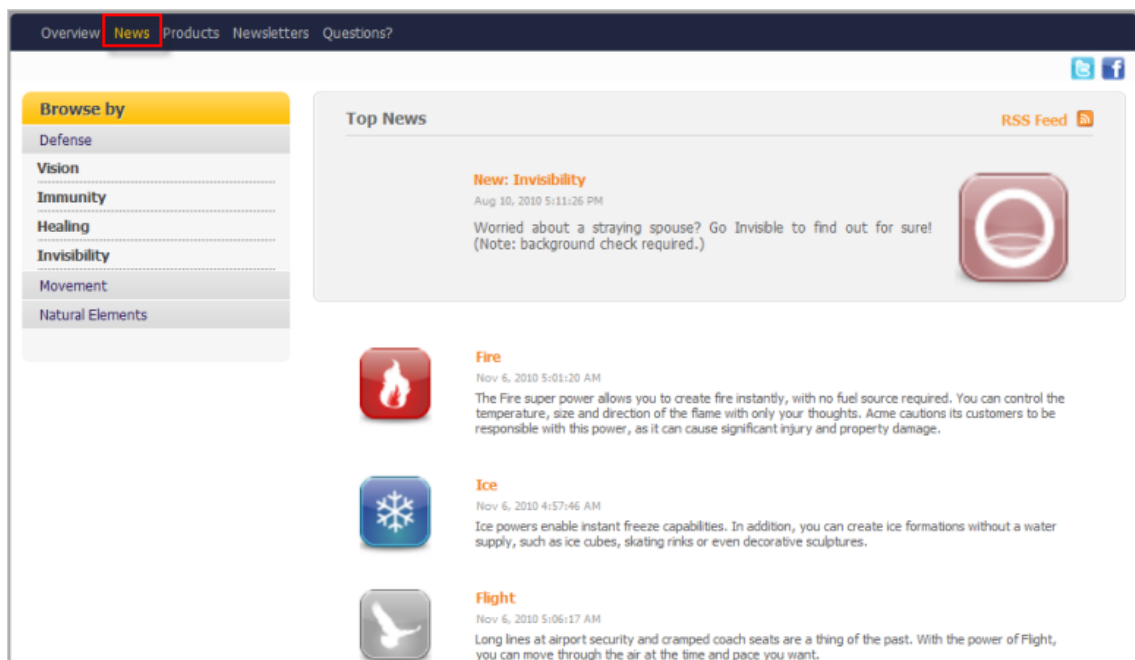 Overview News Products Newsletters Questions?
Browse by
Defense
Vision
Immunity
Healing
Invisibility
Movement
Natural Elements
Top News
RSS Feed
New: Invisibility
Aug 10, 2010 5:11:26 PM
Worried about a straying spouse? Go Invisible to find out for sure!
(Note: background check required.)
Fire
Nov 6, 2010 5:01:20 AM
The Fire super power allows you to create fire instantly, with no fuel source required. You can control the
temperature, size and direction of the flame with only your thoughts. Acme cautions its customers to be
responsible with this power, as it can cause significant injury and property damage.
Ice
Nov 6, 2010 4:57:46 AM
Ice powers enable instant freeze capabilities. In addition, you can create ice formations without a water
supply, such as ice cubes, skating rinks or even decorative sculptures.
Flight
Nov 6, 2010 5:06:17 AM
Long lines at airport security and cramped coach seats are a thing of the past. With the power of Flight,
you can move through the air at the time and pace you want.